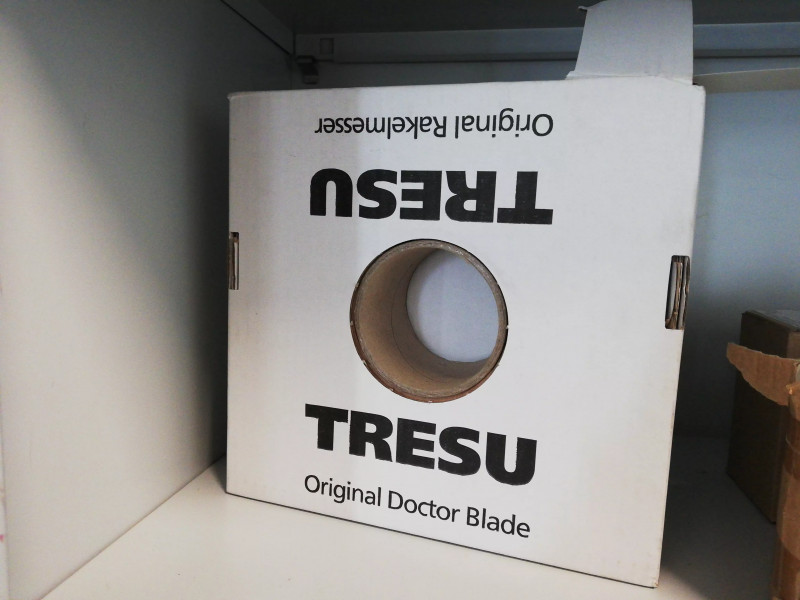 Original Rakelmesser
TRESU
TRESU
Original Doctor Blade